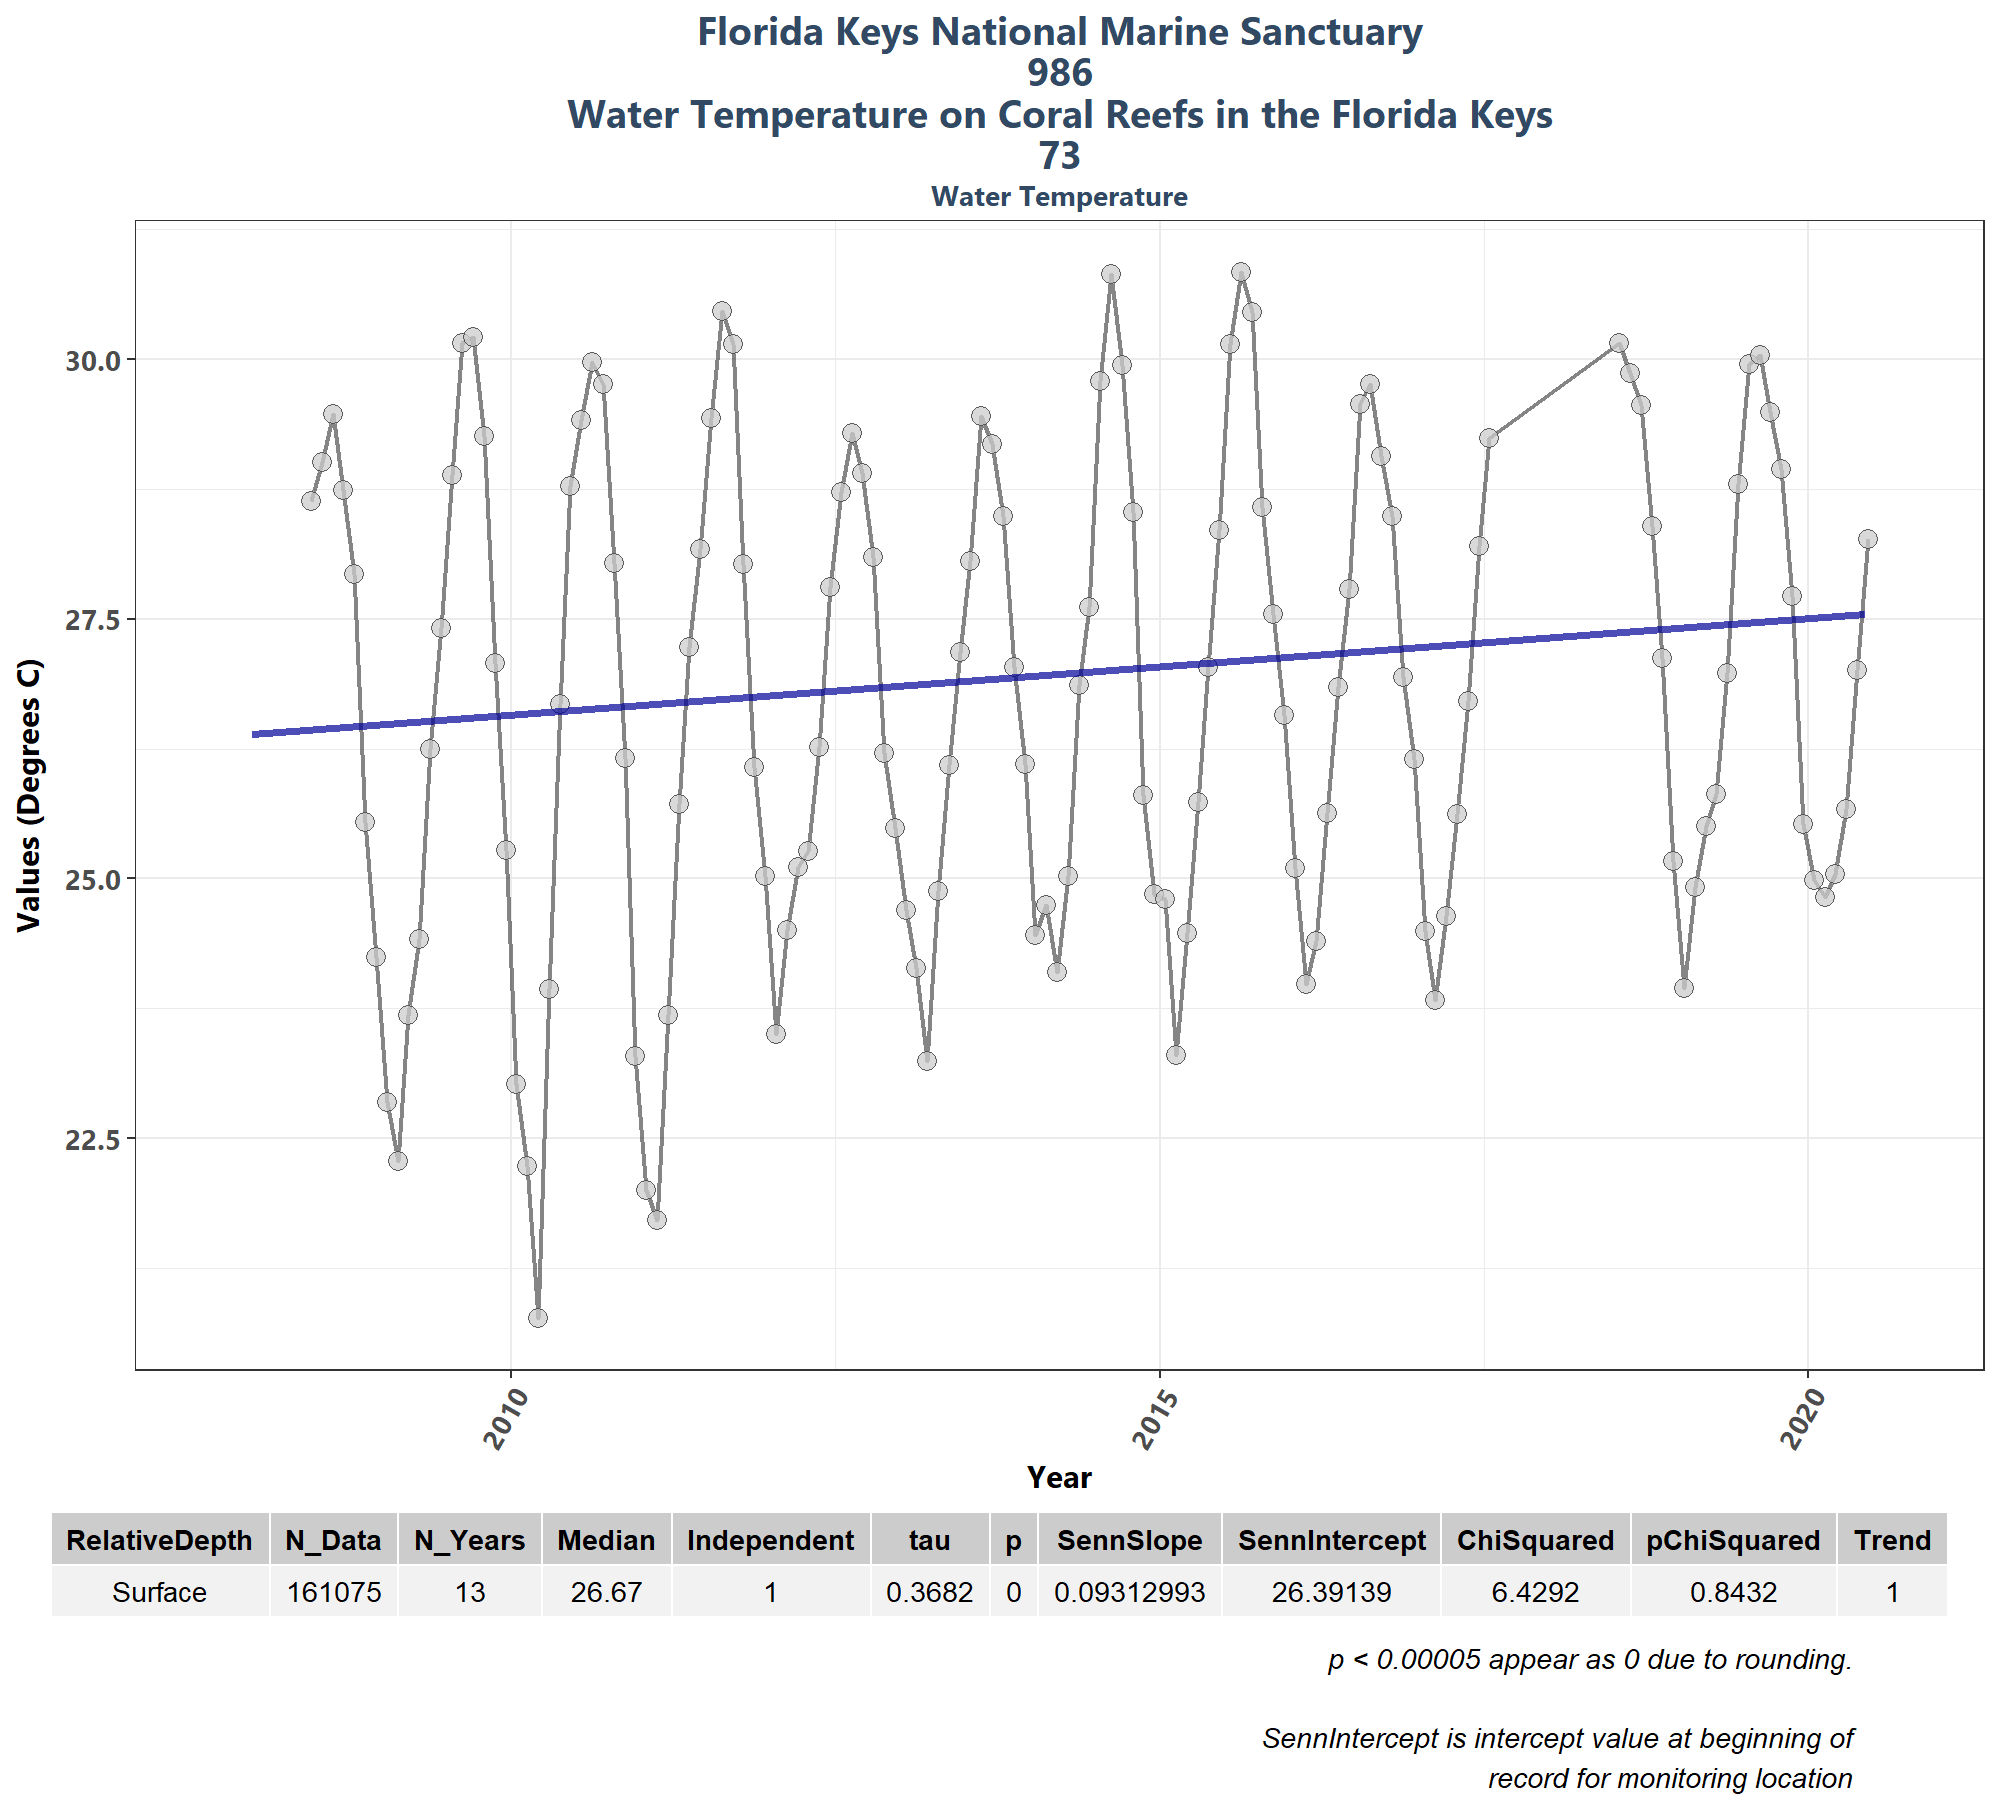 Florida Keys National Marine Sanctuary
986
Water Temperature on Coral Reefs in the Florida Keys
73
Water Temperature
Values (Degrees C)
30.0
27.5
25.0
22.5
2010
2015
2020
Year
RelativeDepth N_Data N_Years Median Independent tau p SennSlope SennIntercept ChiSquared pChiSquared Trend
Surface 161075 13 26.67 1 0.3682 0 0.09312993 26.39139 6.4292 0.8432 1
p < 0.00005 appear as 0 due to rounding.
SennIntercept is intercept value at beginning of
record for monitoring location